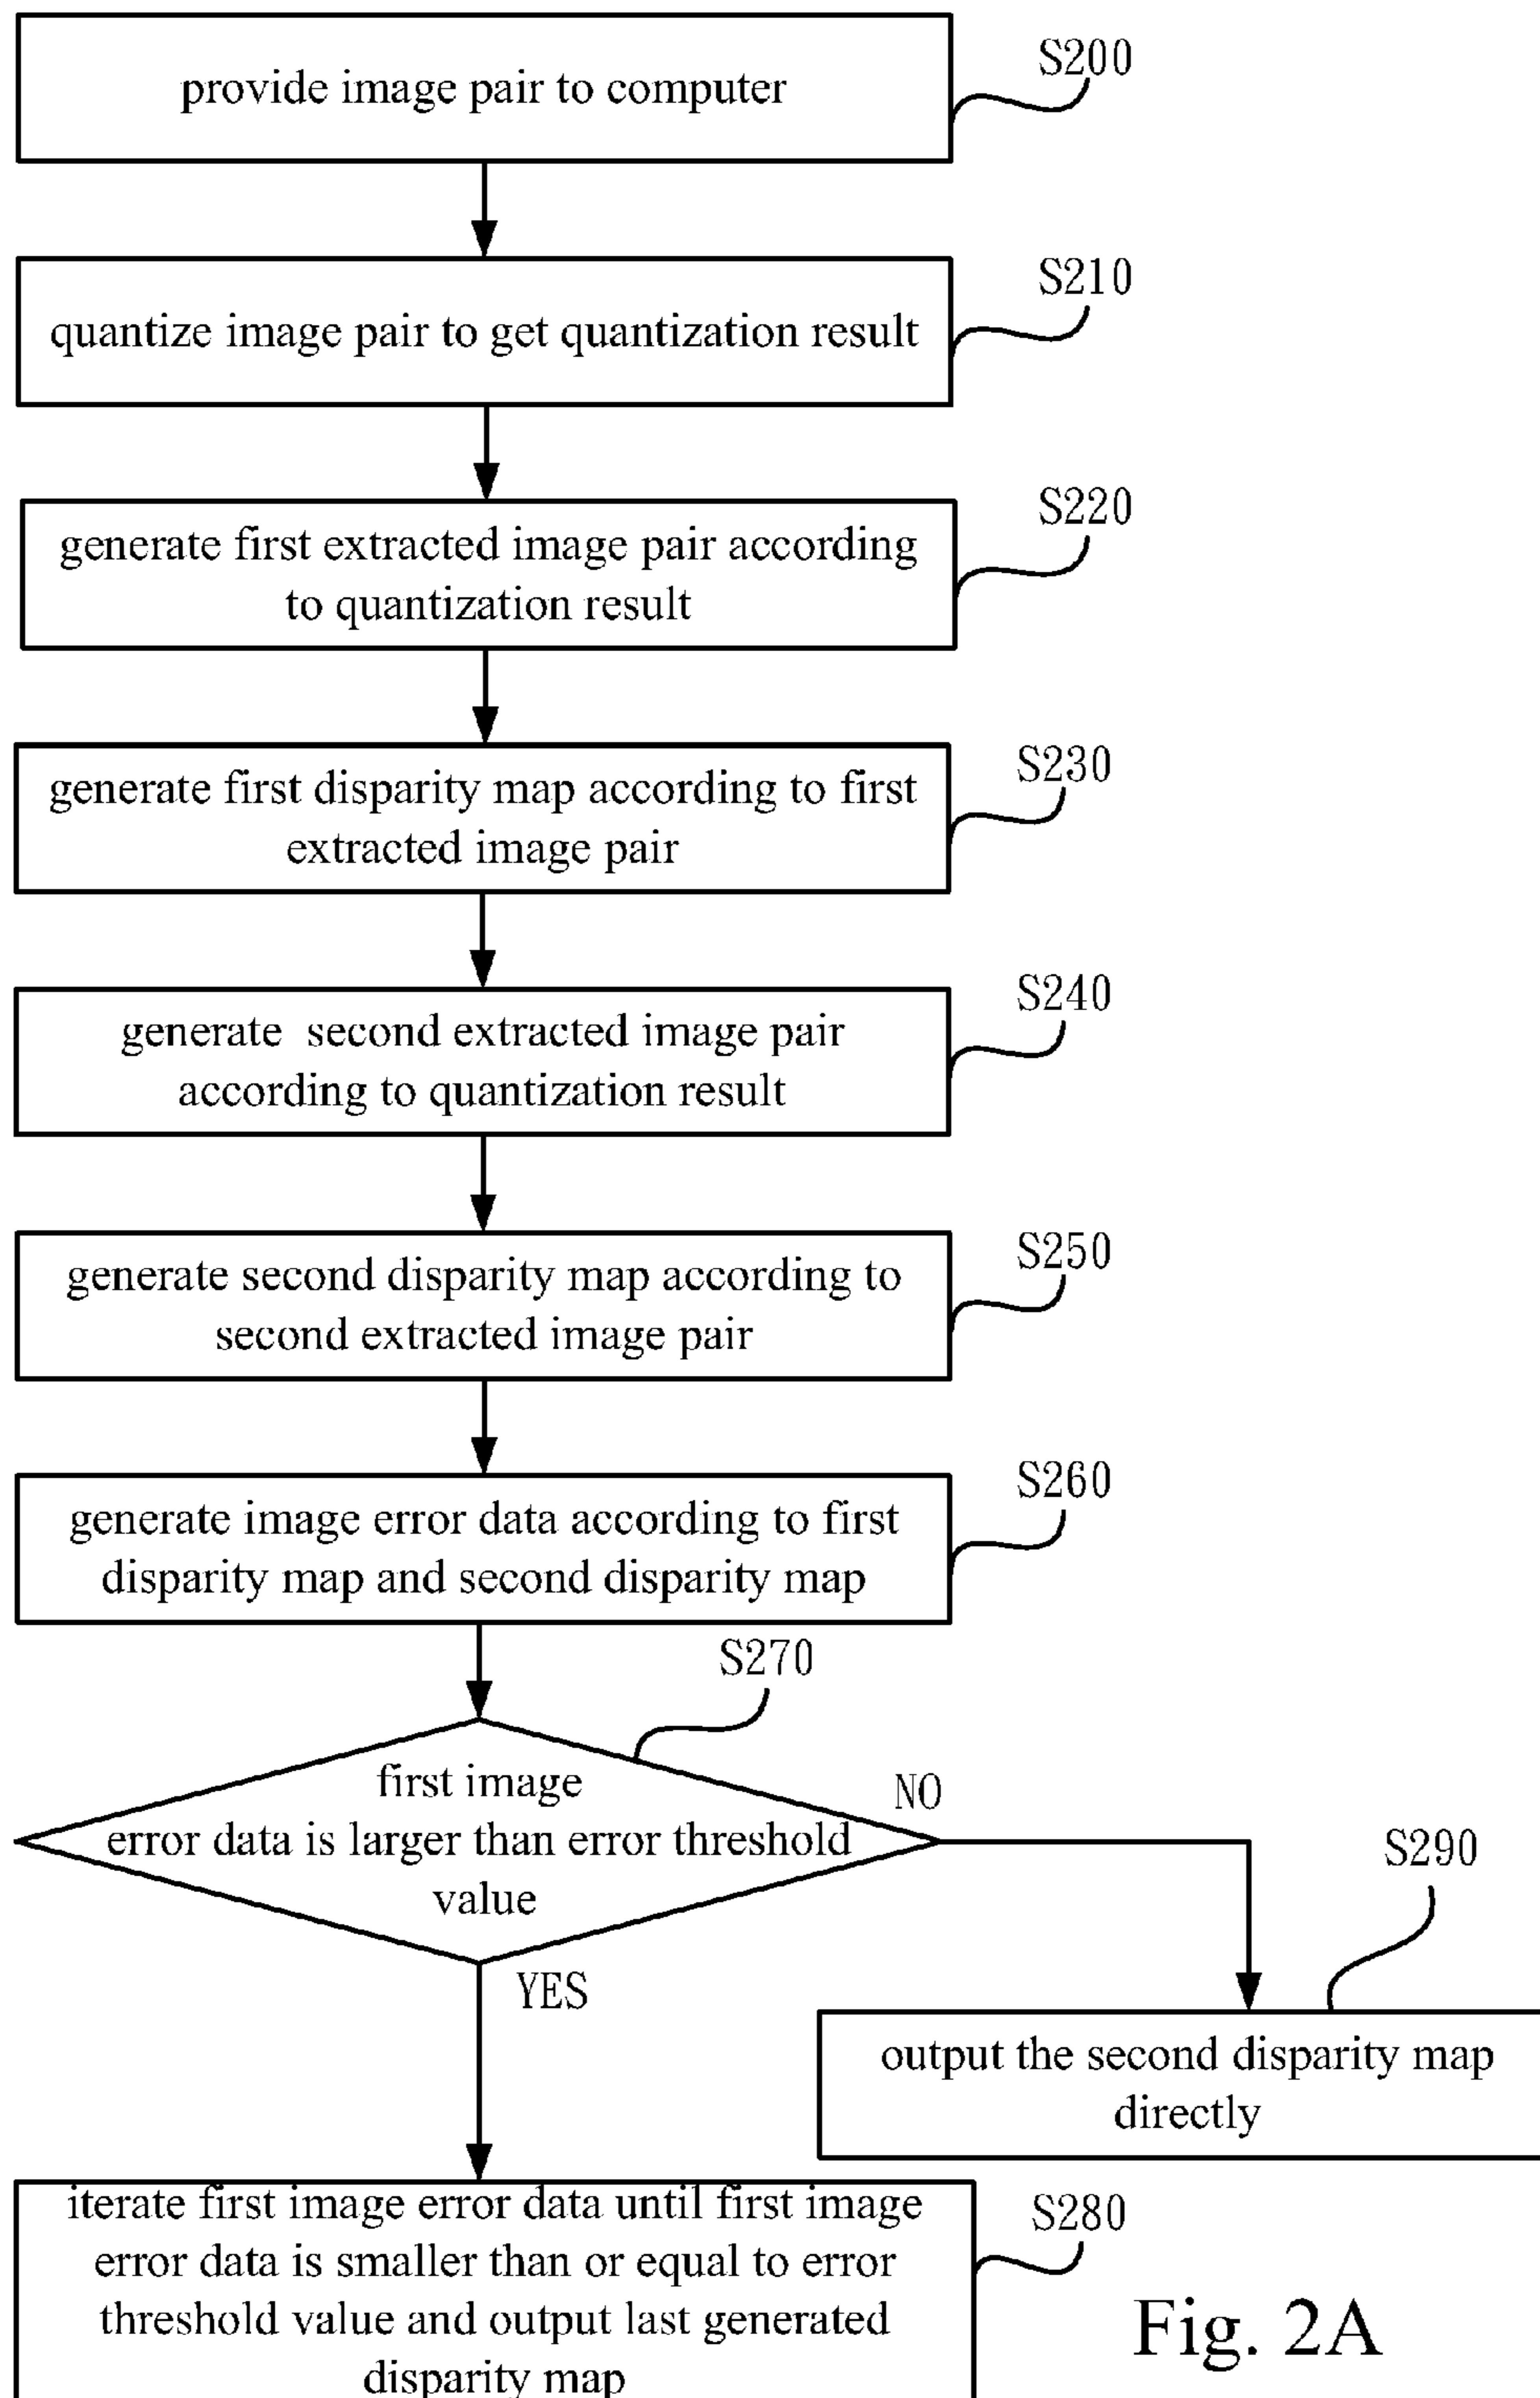 provide image pair to computer
S200
quantize image pair to get quantization result
S210
generate first extracted image pair according
to quantization result
S220
generate first disparity map according to first
extracted image pair
S230
generate second extracted image pair
according to quantization result
S240
generate second disparity map according to
second extracted image pair
S250
generate image error data according to first
disparity map and second disparity map
S260
S270
first image
error data is larger than error threshold
value
NO
YES
S290
output the second disparity map
directly
iterate first image error data until first image
error data is smaller than or equal to error
threshold value and output last generated
disparity map
S280
Fig. 2A